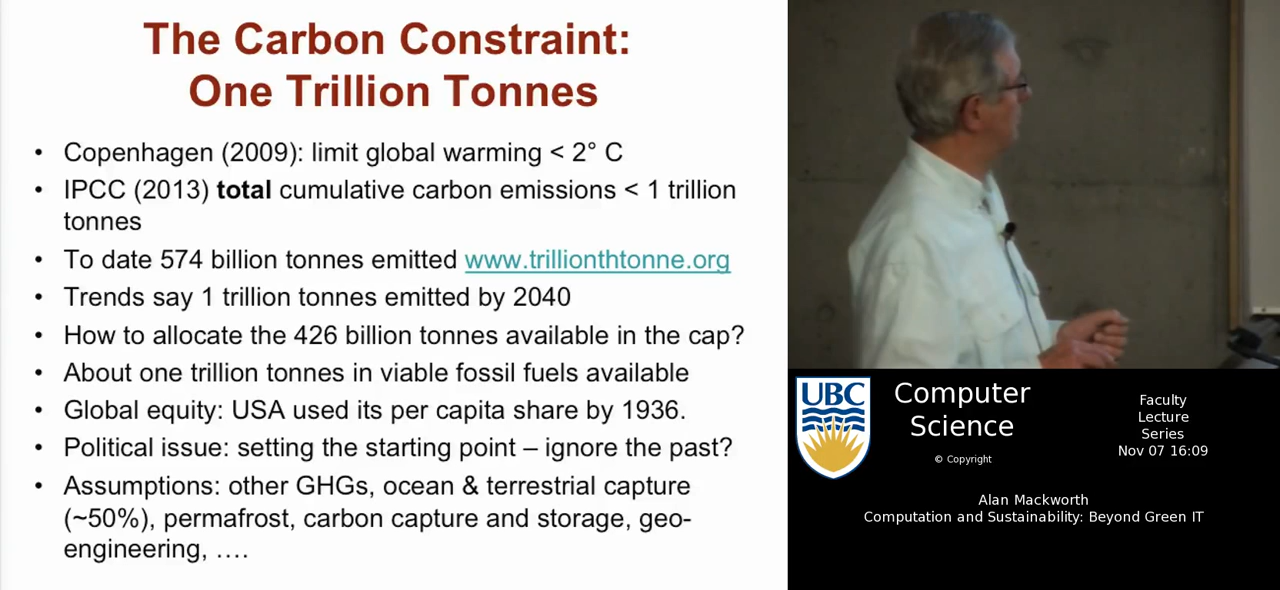 The Carbon Constraint:
One Trillion Tonnes
• Copenhagen (2009): limit global warming < 2° C
• IPCC (2013) total cumulative carbon emissions < 1 trillion
tonnes
• To date 574 billion tonnes emitted www.trillionthtonne.org
• Trends say 1 trillion tonnes emitted by 2040
• How to allocate the 426 billion tonnes available in the cap?
• About one trillion tonnes in viable fossil fuels available
• Global equity: USA used its per capita share by 1936.
• Political issue: setting the starting point – ignore the past?
• Assumptions: other GHGs, ocean & terrestrial capture
(~50%), permafrost, carbon capture and storage, geo-
engineering, ….
UBC
Computer
Science
© Copyright
Faculty
Lecture
Series
Nov 07 16:09
Alan Mackworth
Computation and Sustainability: Beyond Green IT